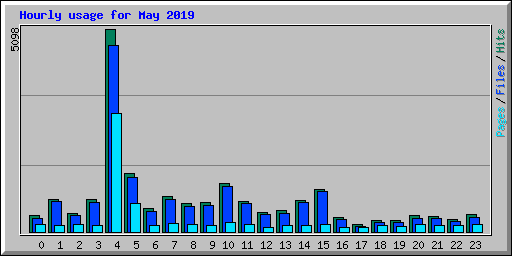 Hourly usage for May 2019
5098
Pages/Files/Hits
0 1 2 3 4 5 6 7 8 9 10 11 12 13 14 15 16 17 18 19 20 21 22 23